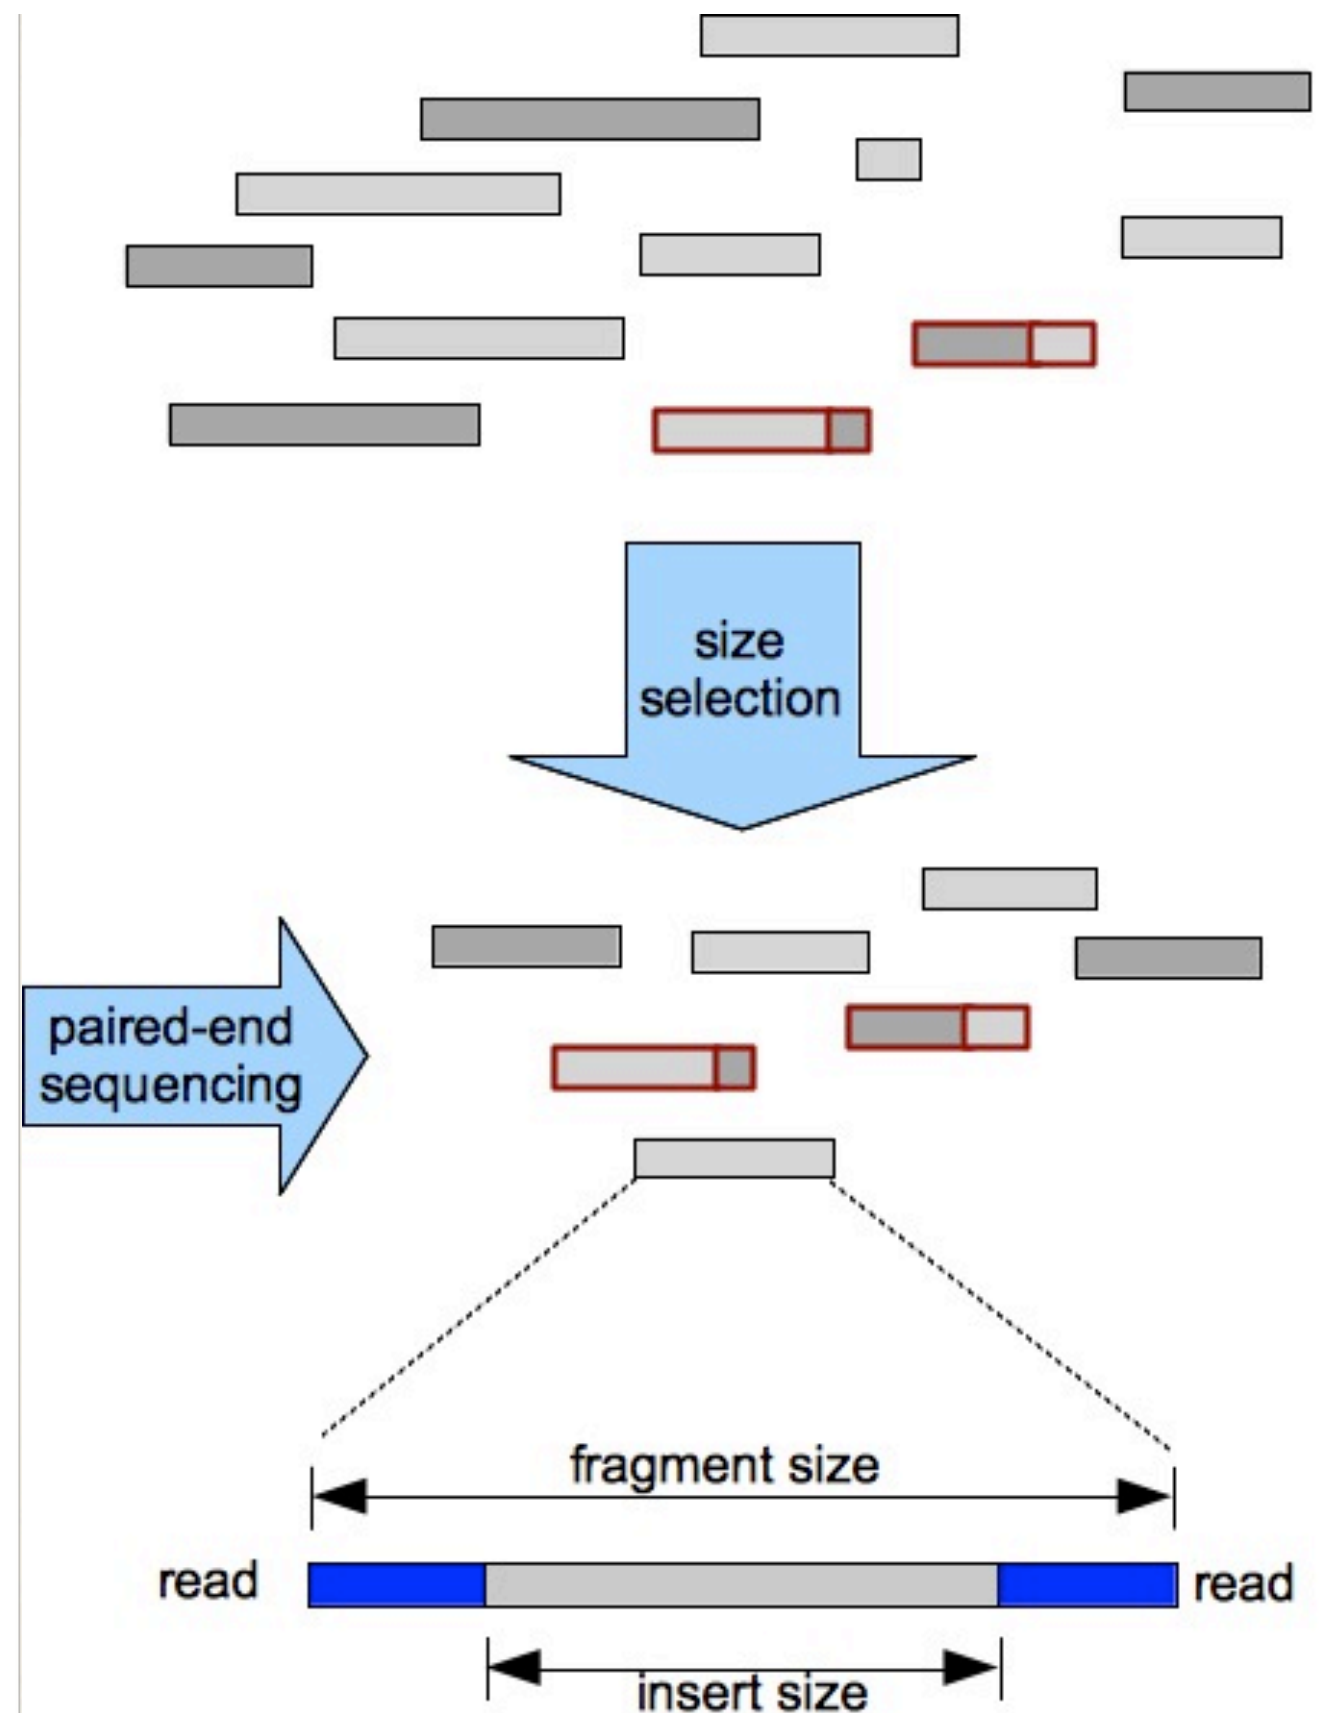 size
selection
paired-end
sequencing
fragment size
read
read
insert size